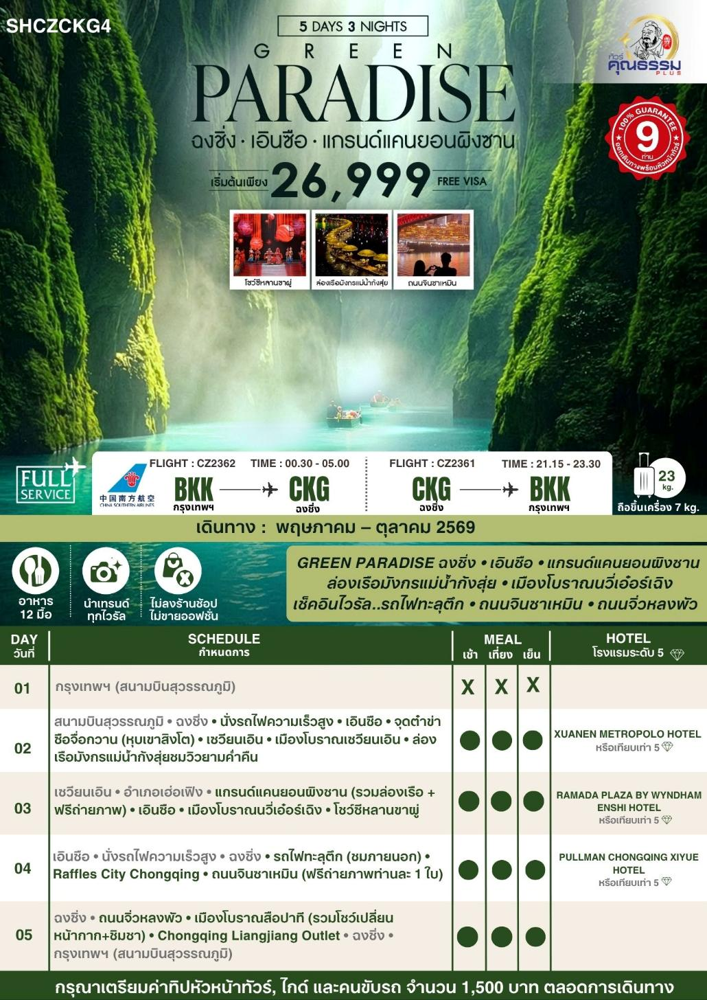 SHCZCKG4
5 DAYS 3 NIGHTS
GREEN
PARADISE
ฉงชิ่ง · เอินซือ · แกรนด์แคนยอนผิงซาน
เริ่มต้นเพียง 26,999 FREE VISA
ทัวร์
คุณธรรม
PLUS
100% GUARANTEE
9
ท่าน
ออกเดินทางพร้อมหัวหน้าทัวร์
โชว์ซีหลานขาผู่
ล่องเรือมังกรแม่น้ำกังสุ่ย
ถนนจินซาเหมิน
FULL
SERVICE
中国南方航空
CHINA SOUTHERN AIRLINES
FLIGHT : CZ2362 TIME : 00.30 - 05.00
BKK CKG
กรุงเทพฯ ฉงชิ่ง
FLIGHT : CZ2361 TIME : 21.15 - 23.30
CKG BKK
ฉงชิ่ง กรุงเทพฯ
23
kg.
ถือขึ้นเครื่อง 7 kg.
เดินทาง : พฤษภาคม – ตุลาคม 2569
อาหาร
12 มื้อ
นำเทรนด์
ทุกไวรัล
ไม่ลงร้านช้อป
ไม่ขายออฟชั่น
GREEN PARADISE ฉงชิ่ง • เอินซือ • แกรนด์แคนยอนผิงซาน
ล่องเรือมังกรแม่น้ำกังสุ่ย • เมืองโบราณนวี่เอ๋อร์เฉิง
เช็คอินไวรัล..รถไฟทะลุตึก • ถนนจินซาเหมิน • ถนนจิ่วหลงพัว
DAY SCHEDULE MEAL HOTEL
วันที่ กำหนดการ เช้า เที่ยง เย็น โรงแรมระดับ 5
01 กรุงเทพฯ (สนามบินสุวรรณภูมิ) X X X
02 สนามบินสุวรรณภูมิ • ฉงชิ่ง • นั่งรถไฟความเร็วสูง • เอินซือ • จุดต๋าข่า
ซือจื่อกวาน (หุบเขาสิงโต) • เซวียนเอิน • เมืองโบราณเซวียนเอิน • ล่อง
เรือมังกรแม่น้ำกังสุ่ยชมวิวยามค่ำคืน
XUANEN METROPOLO HOTEL
หรือเทียบเท่า 5
03 เซวียนเอิน • อำเภอเฮ่อเฟิง • แกรนด์แคนยอนผิงซาน (รวมล่องเรือ +
ฟรีถ่ายภาพ) • เอินซือ • เมืองโบราณนวี่เอ๋อร์เฉิง • โชว์ซีหลานขาผู่
RAMADA PLAZA BY WYNDHAM
ENSHI HOTEL
หรือเทียบเท่า 5
04 เอินซือ • นั่งรถไฟความเร็วสูง • ฉงชิ่ง • รถไฟทะลุตึก (ชมภายนอก) •
Raffles City Chongqing • ถนนจินซาเหมิน (ฟรีถ่ายภาพท่านละ 1 ใบ)
PULLMAN CHONGQING XIYUE
HOTEL
หรือเทียบเท่า 5
05 ฉงชิ่ง • ถนนจิ่วหลงพัว • เมืองโบราณสือปาที (รวมโชว์เปลี่ยน
หน้ากาก+ชิมชา) • Chongqing Liangjiang Outlet • ฉงชิ่ง •
กรุงเทพฯ (สนามบินสุวรรณภูมิ)
กรุณาเตรียมค่าทิปหัวหน้าทัวร์, ไกด์ และคนขับรถ จำนวน 1,500 บาท ตลอดการเดินทาง